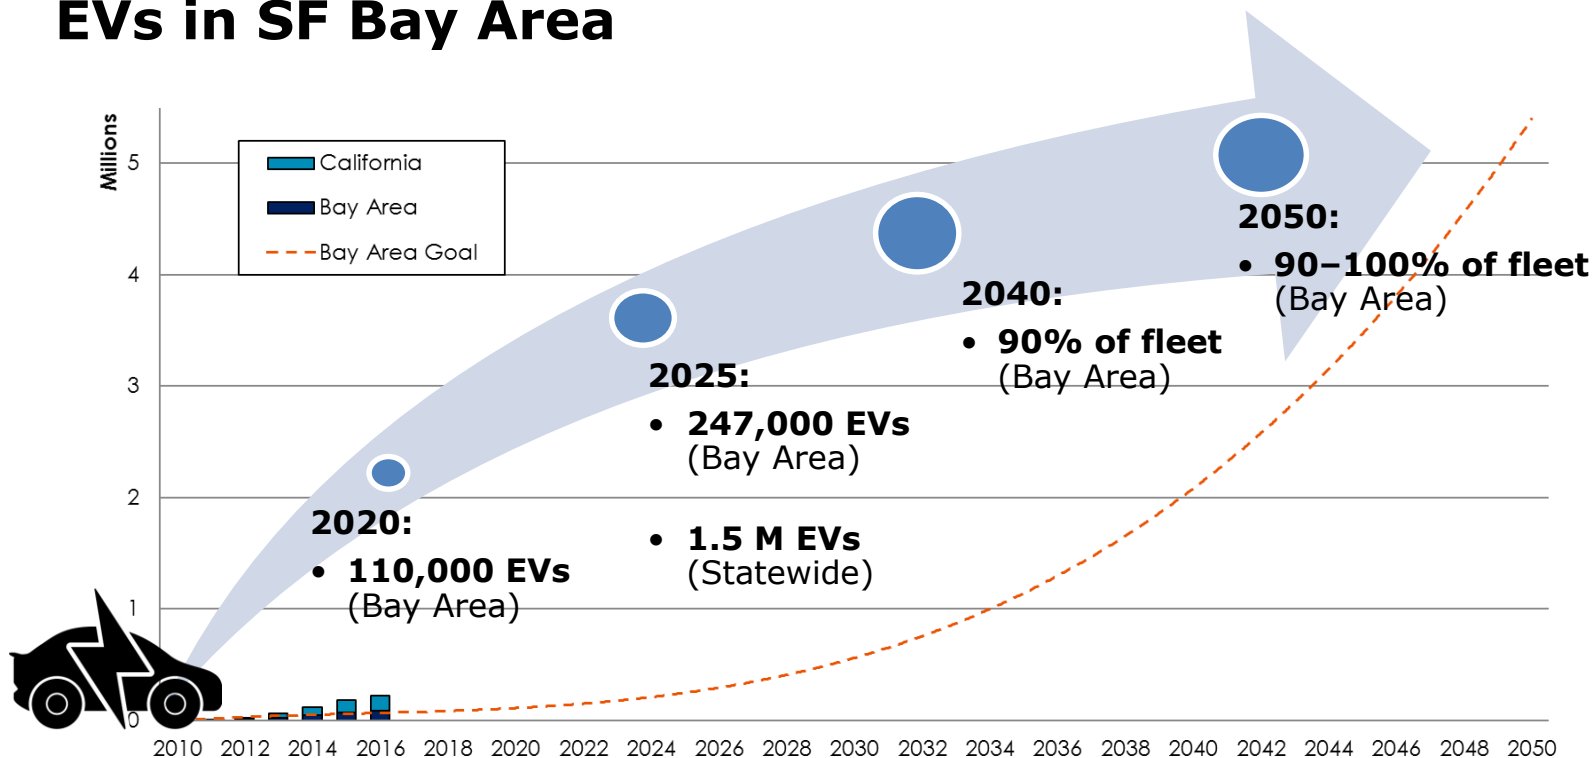 EVs in SF Bay Area
Millions
5
4
3
2
1
0
California
Bay Area
Bay Area Goal
2020:
• 110,000 EVs
(Bay Area)
2025:
• 247,000 EVs
(Bay Area)
• 1.5 M EVs
(Statewide)
2040:
• 90% of fleet
(Bay Area)
2050:
• 90–100% of fleet
(Bay Area)
2010 2012 2014 2016 2018 2020 2022 2024 2026 2028 2030 2032 2034 2036 2038 2040 2042 2044 2046 2048 2050